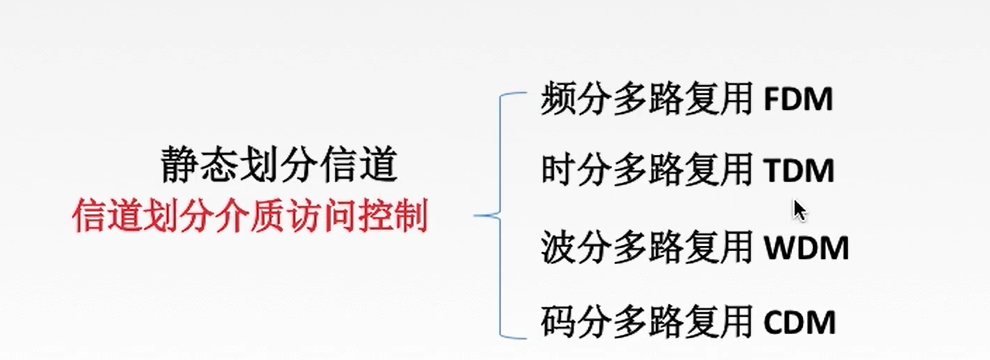 静态划分信道
信道划分介质访问控制
频分多路复用 FDM
时分多路复用 TDM
波分多路复用 WDM
码分多路复用 CDM